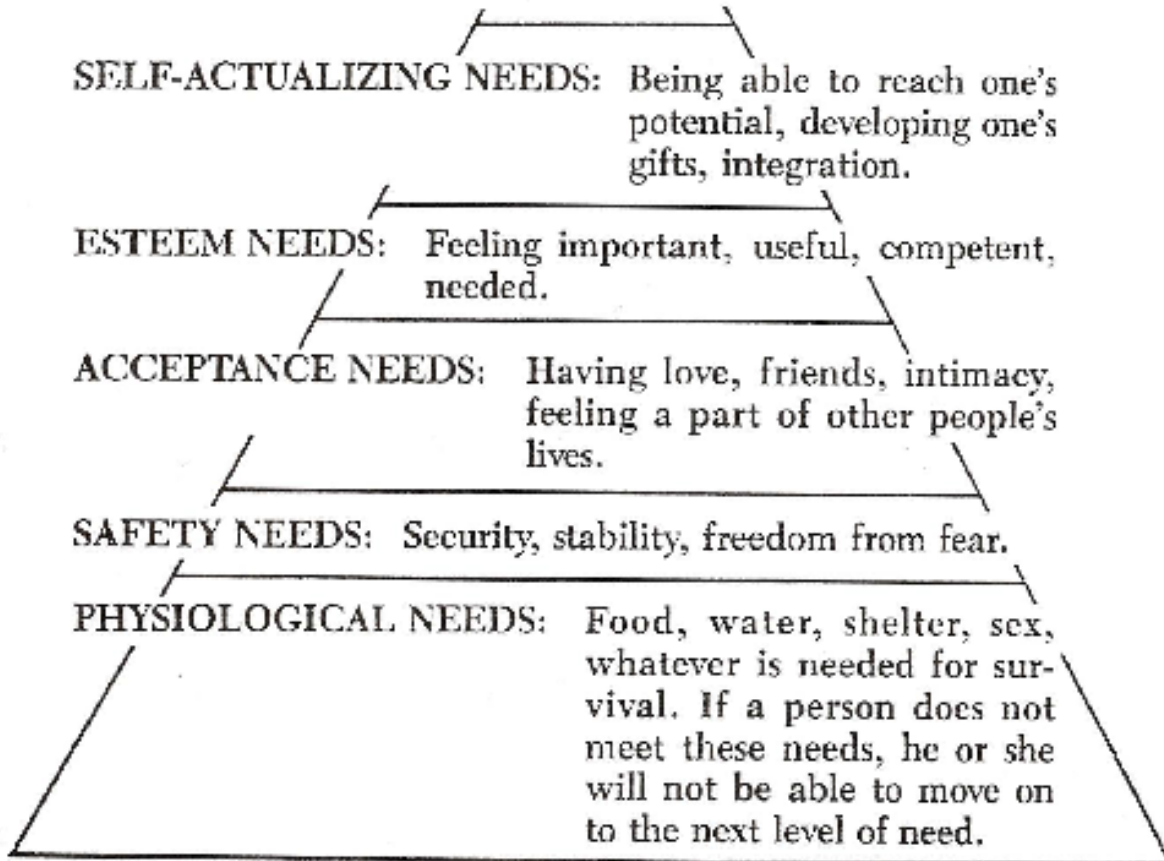 SELF-ACTUALIZING NEEDS: Being able to reach one's
potential, developing one's
gifts, integration.
ESTEEM NEEDS: Feeling important, useful, competent,
needed.
ACCEPTANCE NEEDS: Having love, friends, intimacy,
feeling a part of other people's
lives.
SAFETY NEEDS: Security, stability, freedom from fear.
PHYSIOLOGICAL NEEDS: Food, water, shelter, sex,
whatever is needed for sur-
vival. If a person does not
meet these needs, he or she
will not be able to move on
to the next level of need.